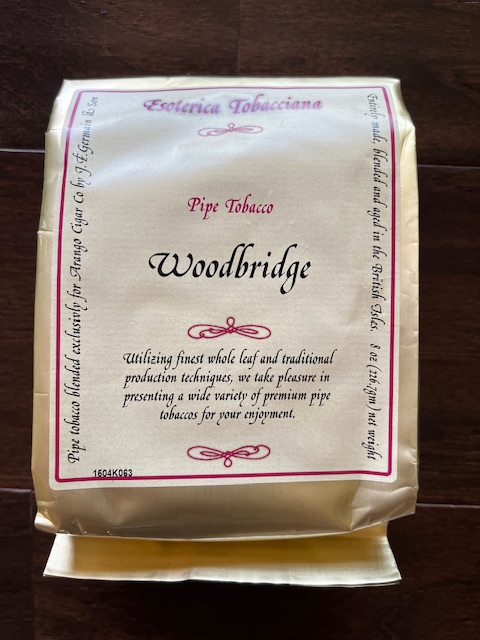 Esoterica Tobacciana
Pipe Tobacco
Woodbridge
Utilizing finest whole leaf and traditional
production techniques, we take pleasure in
presenting a wide variety of premium pipe
tobaccos for your enjoyment.
Pipe tobacco blended exclusivly for Arango Cigar Co by J.F.Germain & Son
Entirely made, blended and aged in the British Isles. 8 oz (226.7gm) net weight
1604K063